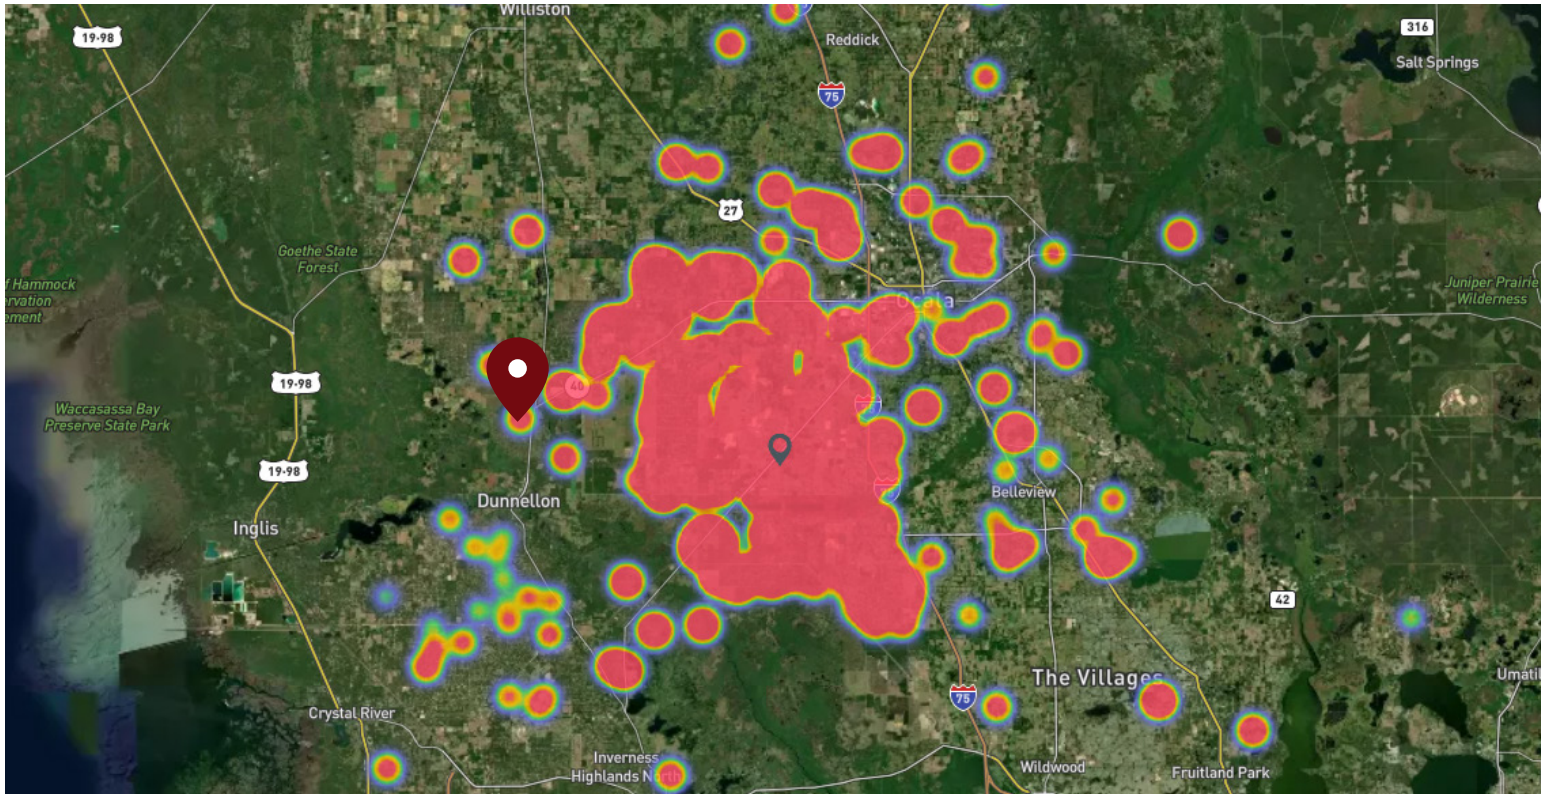 Williston
19-98
Reddick
316
Salt Springs
75
27
Goethe State
Forest
f Hammock
ervation
ement
Juniper Prairie
Wilderness
Ocala
19-98
40
Waccasassa Bay
Preserve State Park
75
19-98
75
Belleview
Dunnellon
Inglis
42
The Villages
Umatil
75
Crystal River
Inverness
Highlands North
Wildwood
Fruitland Park